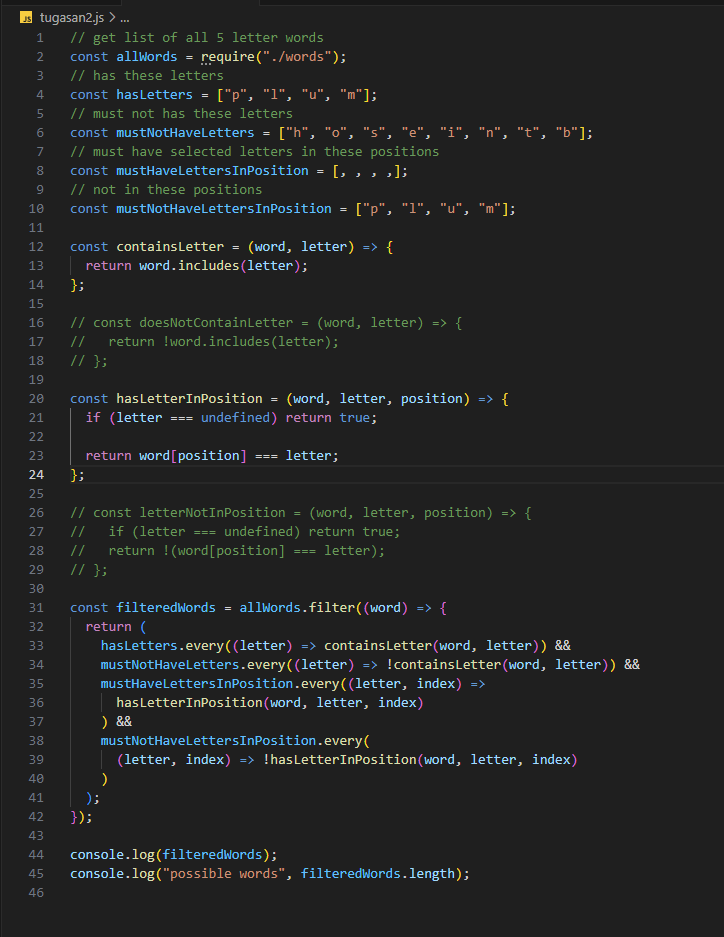 JS tugasan2.js > ...
1 // get list of all 5 letter words
2 const allWords = require("./words");
3 // has these letters
4 const hasLetters = ["p", "l", "u", "m"];
5 // must not has these letters
6 const mustNotHaveLetters = ["h", "o", "s", "e", "i", "n", "t", "b"];
7 // must have selected letters in these positions
8 const mustHaveLettersInPosition = [, , , ,];
9 // not in these positions
10 const mustNotHaveLettersInPosition = ["p", "l", "u", "m"];
11
12 const containsLetter = (word, letter) => {
13   return word.includes(letter);
14 };
15
16 // const doesNotContainLetter = (word, letter) => {
17 //   return !word.includes(letter);
18 // };
19
20 const hasLetterInPosition = (word, letter, position) => {
21   if (letter === undefined) return true;
22
23   return word[position] === letter;
24 };
25
26 // const letterNotInPosition = (word, letter, position) => {
27 //   if (letter === undefined) return true;
28 //   return !(word[position] === letter);
29 // };
30
31 const filteredWords = allWords.filter((word) => {
32   return (
33     hasLetters.every((letter) => containsLetter(word, letter)) &&
34     mustNotHaveLetters.every((letter) => !containsLetter(word, letter)) &&
35     mustHaveLettersInPosition.every((letter, index) =>
36       hasLetterInPosition(word, letter, index)
37     ) &&
38     mustNotHaveLettersInPosition.every(
39       (letter, index) => !hasLetterInPosition(word, letter, index)
40     )
41   );
42 });
43
44 console.log(filteredWords);
45 console.log("possible words", filteredWords.length);
46